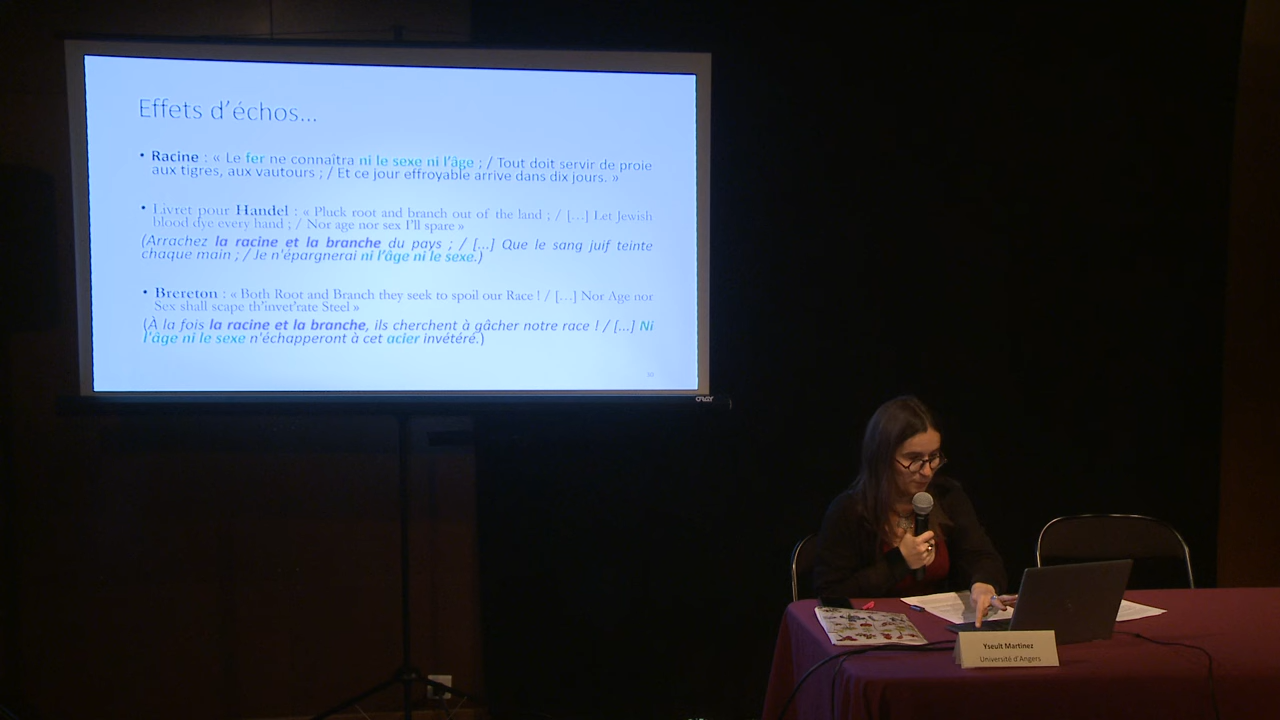 Effets d'échos...
• Racine : « Le fer ne connaîtra ni le sexe ni l'âge ; / Tout doit servir de proie
aux tigres, aux vautours ; / Et ce jour effroyable arrive dans dix jours. »
• Livret pour Handel : « Pluck root and branch out of the land ; / [...] Let Jewish
blood dye every hand ; / Nor age nor sex I'll spare »
(Arrachez la racine et la branche du pays ; / [...] Que le sang juif teinte
chaque main ; / Je n'épargnerai ni l'âge ni le sexe.)
• Brereton : « Both Root and Branch they seek to spoil our Race ! / [...] Nor Age nor
Sex shall scape th'invet'rate Steel »
(À la fois la racine et la branche, ils cherchent à gâcher notre race ! / [...] Ni
l'âge ni le sexe n'échapperont à cet acier invétéré.)
ORAY
Yseult Martinez
Université d'Angers